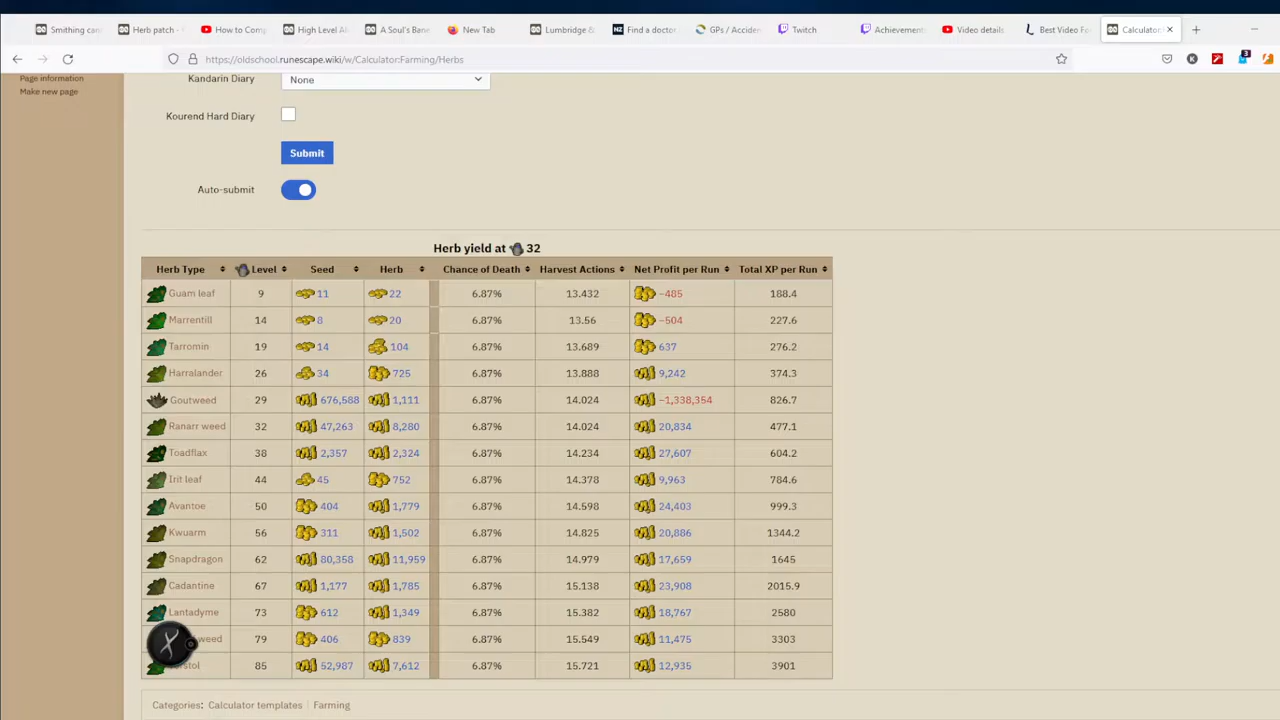 Smithing can
Herb patch -
How to Comp
High Level Al
A Soul's Bane
New Tab
Lumbridge &
Find a doctor
GPs / Acciden
Twitch
Achievements
Video details
Best Video Fo
Calculator:F
https://oldschool.runescape.wiki/w/Calculator:Farming/Herbs
3
Page information
Make new page
Kandarin Diary None
Kourend Hard Diary
Submit
Auto-submit
Herb yield at 32
Herb Type Level Seed Herb Chance of Death Harvest Actions Net Profit per Run Total XP per Run
Guam leaf 9 11 22 6.87% 13.432 −485 188.4
Marrentill 14 8 20 6.87% 13.56 −504 227.6
Tarromin 19 14 104 6.87% 13.689 637 276.2
Harralander 26 34 725 6.87% 13.888 9,242 374.3
Goutweed 29 676,588 1,111 6.87% 14.024 −1,338,354 826.7
Ranarr weed 32 47,263 8,280 6.87% 14.024 20,834 477.1
Toadflax 38 2,357 2,324 6.87% 14.234 27,607 604.2
Irit leaf 44 45 752 6.87% 14.378 9,963 784.6
Avantoe 50 404 1,779 6.87% 14.598 24,403 999.3
Kwuarm 56 311 1,502 6.87% 14.825 20,886 1344.2
Snapdragon 62 80,358 11,959 6.87% 14.979 17,659 1645
Cadantine 67 1,177 1,785 6.87% 15.138 23,908 2015.9
Lantadyme 73 612 1,349 6.87% 15.382 18,767 2580
weed 79 406 839 6.87% 15.549 11,475 3303
rstol 85 52,987 7,612 6.87% 15.721 12,935 3901
Categories: Calculator templates | Farming